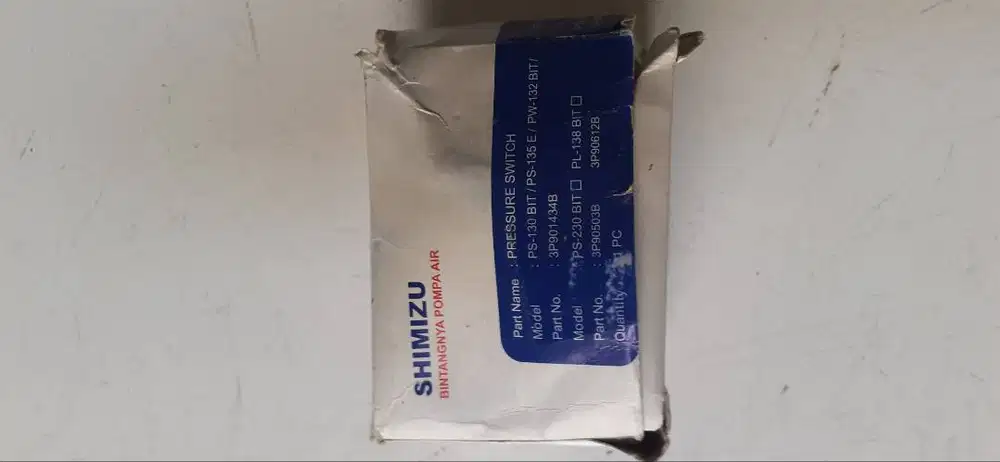 SHIMIZU
BINTANGNYA POMPA AIR
Part Name : PRESSURE SWITCH
Model : PS-130 BIT / PS-135 E / PW-132 BIT /
Part No. : 3P901434B
Model : PS-230 BIT □ PL-138 BIT □
Part No. : 3P90503B 3P90612B
Quantity : 1 PC